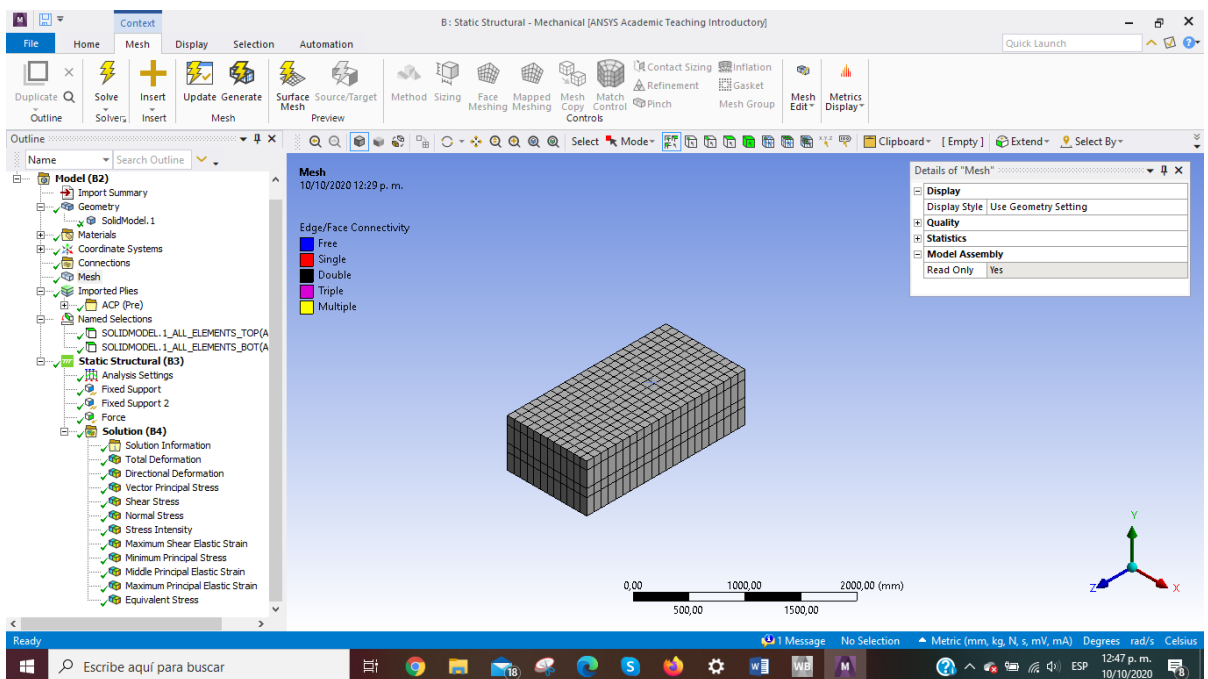 M
Context
B : Static Structural - Mechanical [ANSYS Academic Teaching Introductory]
File Home Mesh Display Selection Automation
Quick Launch
Duplicate Q
Outline
Solve
Solvers
Insert
Insert
Update Generate
Mesh
Surface Mesh Source/Target
Preview
Method Sizing Face Meshing Mapped Meshing Mesh Copy Match Control
Contact Sizing Refinement Pinch
Inflation Gasket Mesh Group
Controls
Mesh Edit
Metrics Display
Outline
Name Search Outline
Select Mode Clipboard [ Empty ] Extend Select By
Model (B2)
Import Summary
Geometry
SolidModel.1
Materials
Coordinate Systems
Connections
Mesh
Imported Plies
ACP (Pre)
Named Selections
SOLIDMODEL.1_ALL_ELEMENTS_TOP(A
SOLIDMODEL.1_ALL_ELEMENTS_BOT(A
Static Structural (B3)
Analysis Settings
Fixed Support
Fixed Support 2
Force
Solution (B4)
Solution Information
Total Deformation
Directional Deformation
Vector Principal Stress
Shear Stress
Normal Stress
Stress Intensity
Maximum Shear Elastic Strain
Minimum Principal Stress
Middle Principal Elastic Strain
Maximum Principal Elastic Strain
Equivalent Stress
Mesh
10/10/2020 12:29 p. m.
Edge/Face Connectivity
Free
Single
Double
Triple
Multiple
Details of "Mesh"
Display
Display Style Use Geometry Setting
Quality
Statistics
Model Assembly
Read Only Yes
0,00 1000,00 2000,00 (mm)
500,00 1500,00
Y
Z X
Ready 1 Message No Selection Metric (mm, kg, N, s, mV, mA) Degrees rad/s Celsius
Escribe aquí para buscar 18 S W WB M ESP 12:47 p. m.
10/10/2020 8